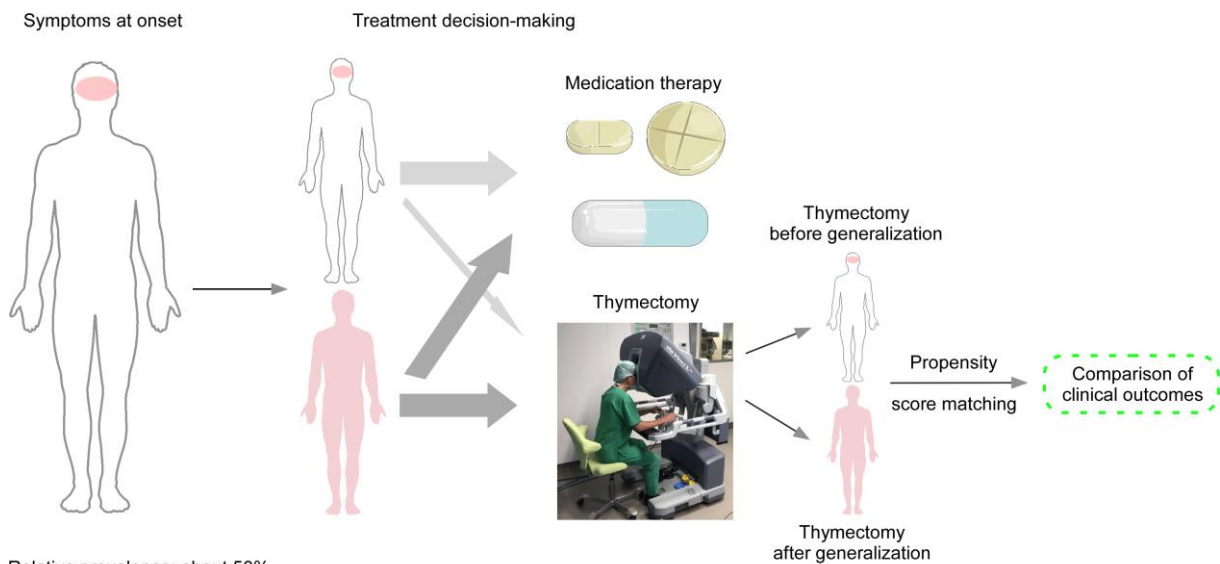 Symptoms at onset
Treatment decision-making
Medication therapy
Thymectomy
before generalization
Thymectomy
Propensity
score matching
Comparison of
clinical outcomes
Thymectomy
after generalization